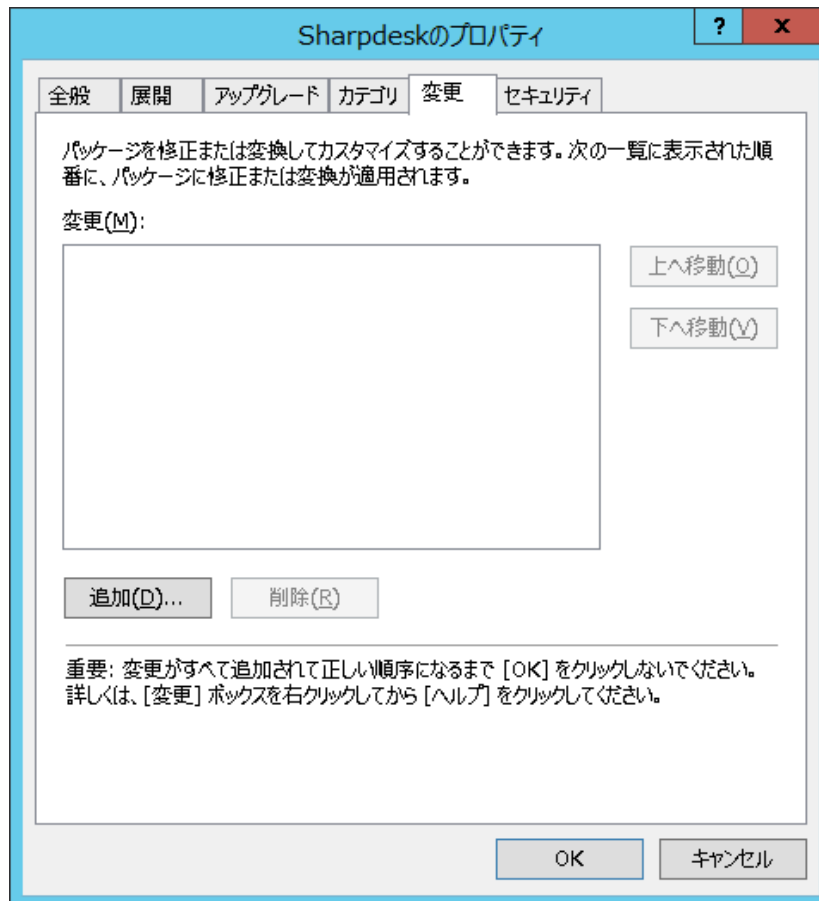 Sharpdeskのプロパティ
? x
全般 展開 アップグレード カテゴリ 変更 セキュリティ
パッケージを修正または変換してカスタマイズすることができます。次の一覧に表示された順
番に、パッケージに修正または変換が適用されます。
変更(M):
上へ移動(O)
下へ移動(V)
追加(D)... 削除(R)
重要: 変更がすべて追加されて正しい順序になるまで [OK] をクリックしないでください。
詳しくは、[変更] ボックスを右クリックしてから [ヘルプ] をクリックしてください。
OK キャンセル